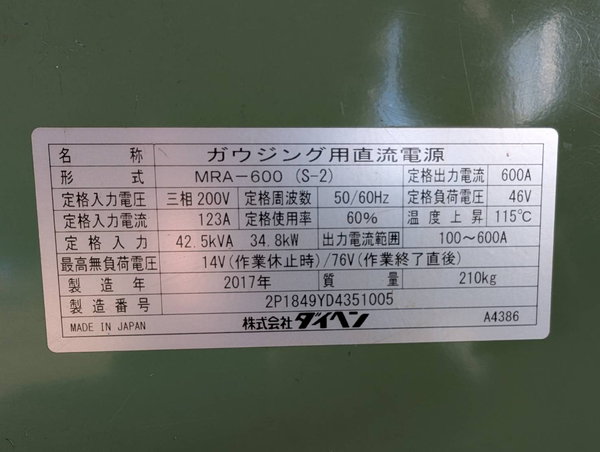 名称 ガウジング用直流電源
形式 MRA-600 (S-2) 定格出力電流 600A
定格入力電圧 三相200V 定格周波数 50/60Hz 定格負荷電圧 46V
定格入力電流 123A 定格使用率 60% 温度上昇 115℃
定格入力 42.5kVA 34.8kW 出力電流範囲 100～600A
最高無負荷電圧 14V(作業休止時)/76V(作業終了直後)
製造年 2017年 質量 210kg
製造番号 2P1849YD4351005
MADE IN JAPAN 株式会社ダイヘン A4386